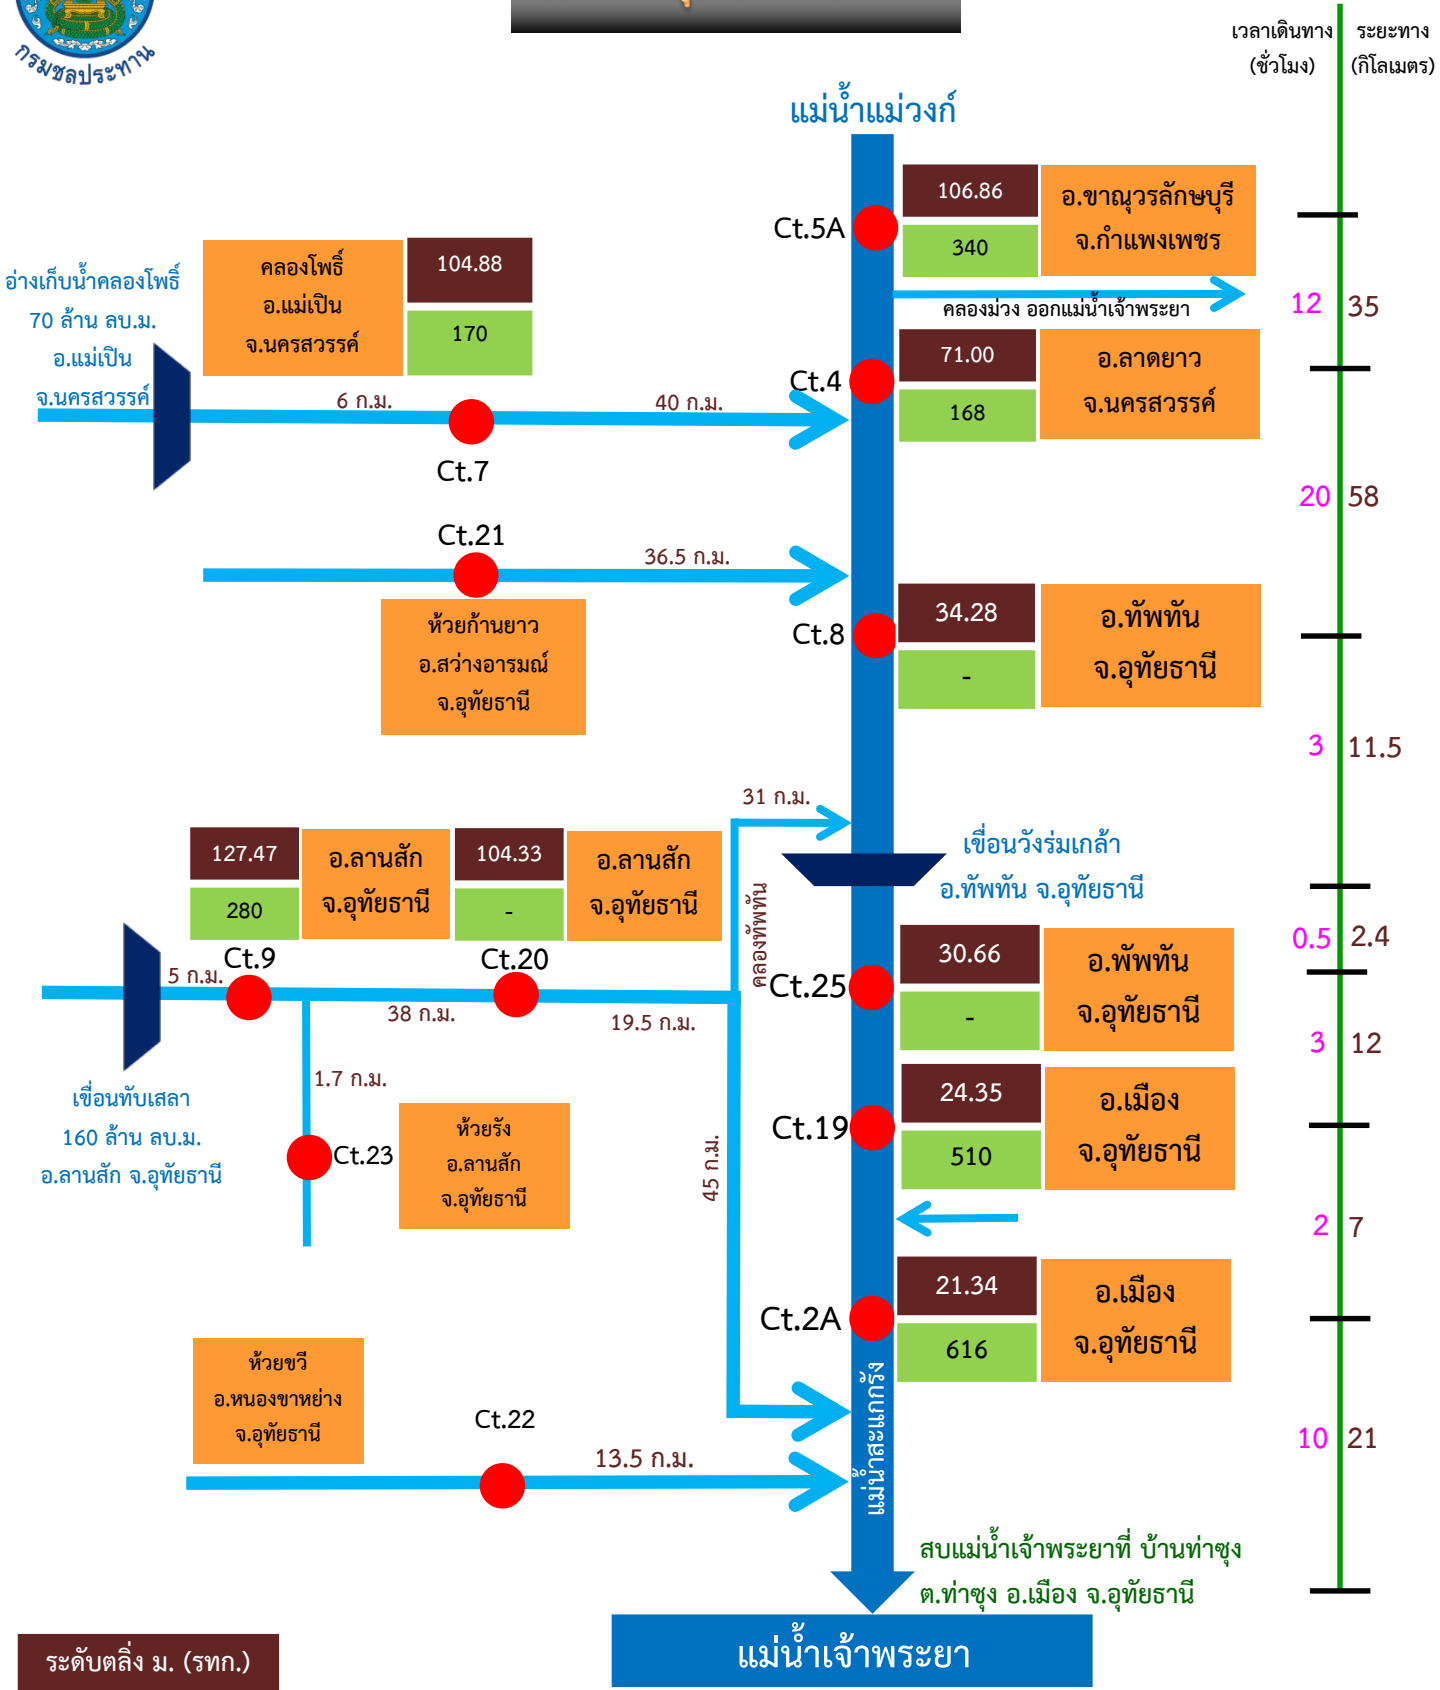 กรมชลประทาน
เวลาเดินทาง
(ชั่วโมง)
ระยะทาง
(กิโลเมตร)
แม่น้ำแม่วงก์
Ct.5A
106.86
340
อ.ขาณุวรลักษบุรี
จ.กำแพงเพชร
คลองม่วง ออกแม่น้ำเจ้าพระยา
12
35
อ่างเก็บน้ำคลองโพธิ์
70 ล้าน ลบ.ม.
อ.แม่เปิน
จ.นครสวรรค์
คลองโพธิ์
อ.แม่เปิน
จ.นครสวรรค์
104.88
170
6 ก.ม.
40 ก.ม.
Ct.7
Ct.4
71.00
168
อ.ลาดยาว
จ.นครสวรรค์
20
58
Ct.21
36.5 ก.ม.
ห้วยก้านยาว
อ.สว่างอารมณ์
จ.อุทัยธานี
Ct.8
34.28
-
อ.ทัพทัน
จ.อุทัยธานี
3
11.5
31 ก.ม.
คลองทัพทัน
เขื่อนวังร่มเกล้า
อ.ทัพทัน จ.อุทัยธานี
127.47
280
อ.ลานสัก
จ.อุทัยธานี
104.33
-
อ.ลานสัก
จ.อุทัยธานี
0.5
2.4
5 ก.ม.
Ct.9
Ct.20
38 ก.ม.
19.5 ก.ม.
Ct.25
30.66
-
อ.พัพทัน
จ.อุทัยธานี
3
12
1.7 ก.ม.
เขื่อนทับเสลา
160 ล้าน ลบ.ม.
อ.ลานสัก จ.อุทัยธานี
Ct.23
ห้วยรัง
อ.ลานสัก
จ.อุทัยธานี
45 ก.ม.
Ct.19
24.35
510
อ.เมือง
จ.อุทัยธานี
2
7
Ct.2A
21.34
616
อ.เมือง
จ.อุทัยธานี
แม่น้ำสะแกกรัง
10
21
ห้วยขวี
อ.หนองขาหย่าง
จ.อุทัยธานี
Ct.22
13.5 ก.ม.
สบแม่น้ำเจ้าพระยาที่ บ้านท่าซุง
ต.ท่าซุง อ.เมือง จ.อุทัยธานี
แม่น้ำเจ้าพระยา
ระดับตลิ่ง ม. (รทก.)